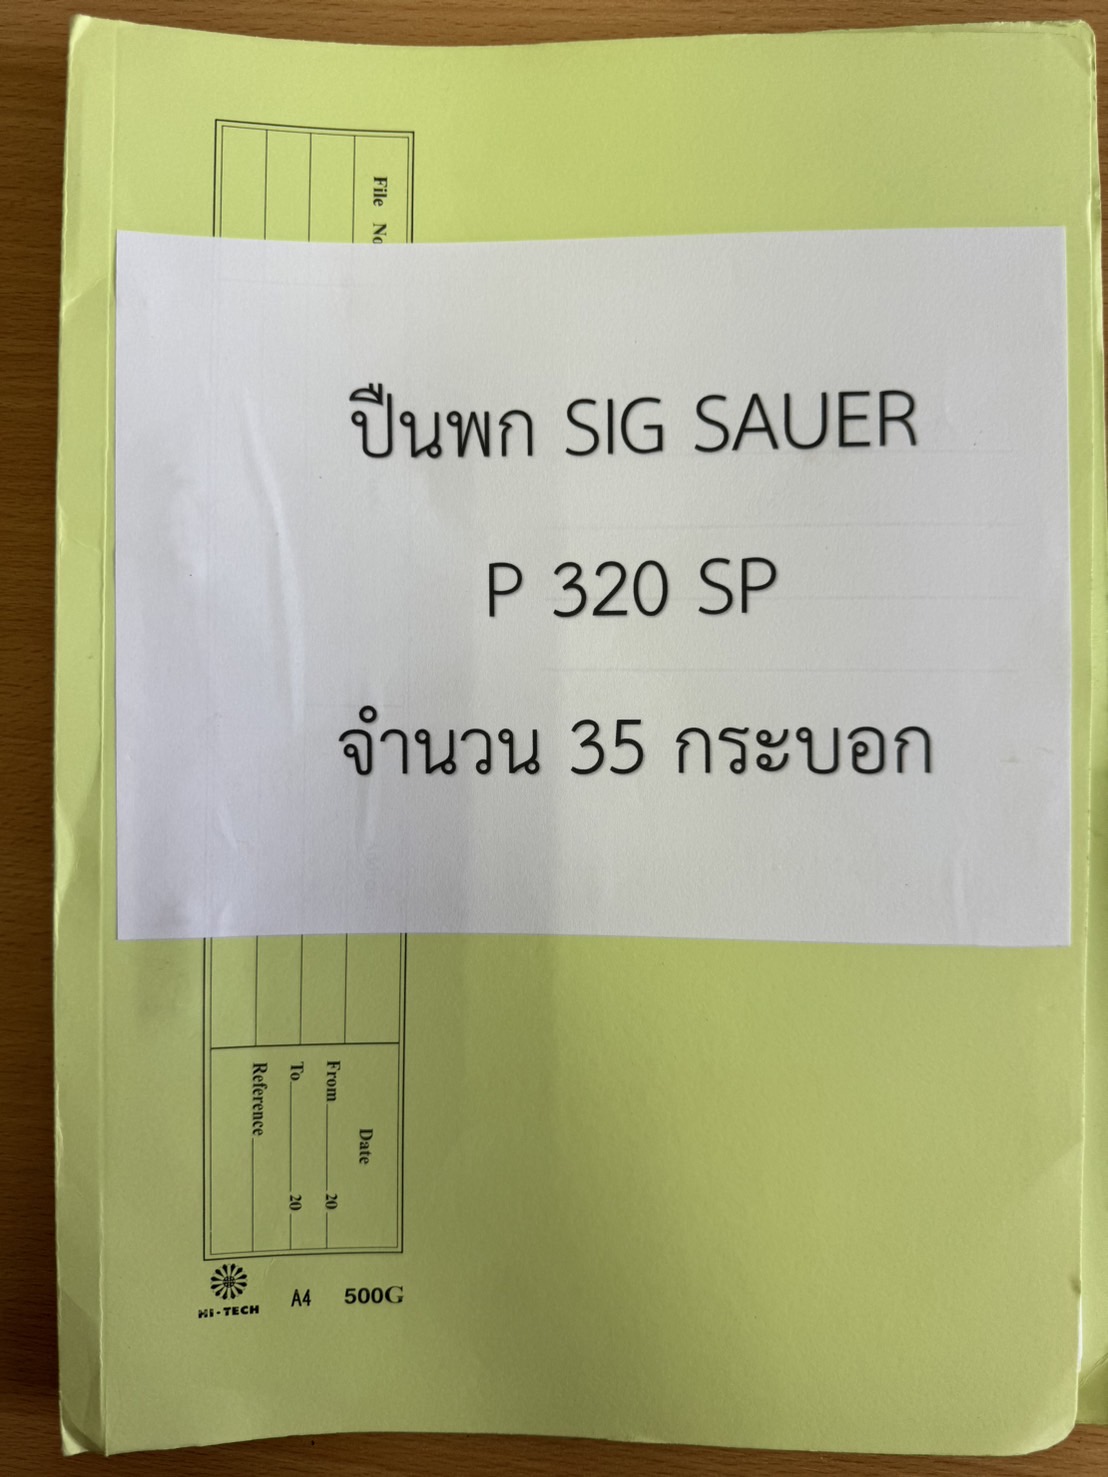 File No
ปืนพก SIG SAUER
P 320 SP
จำนวน 35 กระบอก
Date
From 20
To 20
Reference
HI-TECH A4 500G